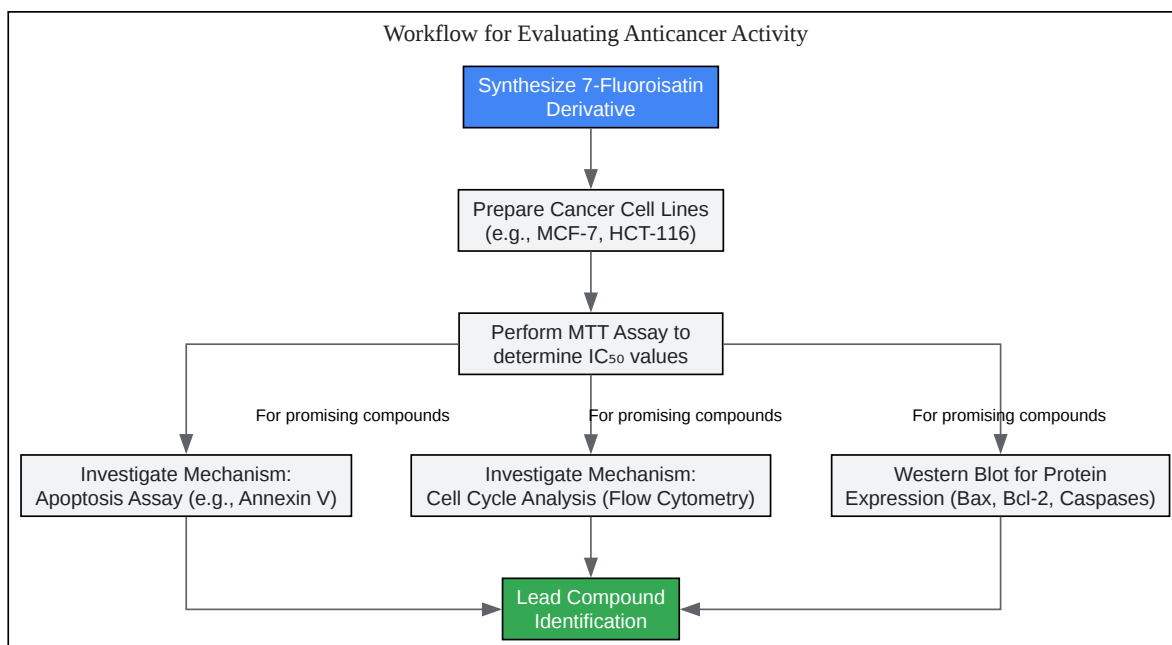 Workflow for Evaluating Anticancer Activity
Synthesize 7-Fluoroisatin
Derivative
Prepare Cancer Cell Lines
(e.g., MCF-7, HCT-116)
Perform MTT Assay to
determine IC₅₀ values
For promising compounds
For promising compounds
For promising compounds
Investigate Mechanism:
Apoptosis Assay (e.g., Annexin V)
Investigate Mechanism:
Cell Cycle Analysis (Flow Cytometry)
Western Blot for Protein
Expression (Bax, Bcl-2, Caspases)
Lead Compound
Identification